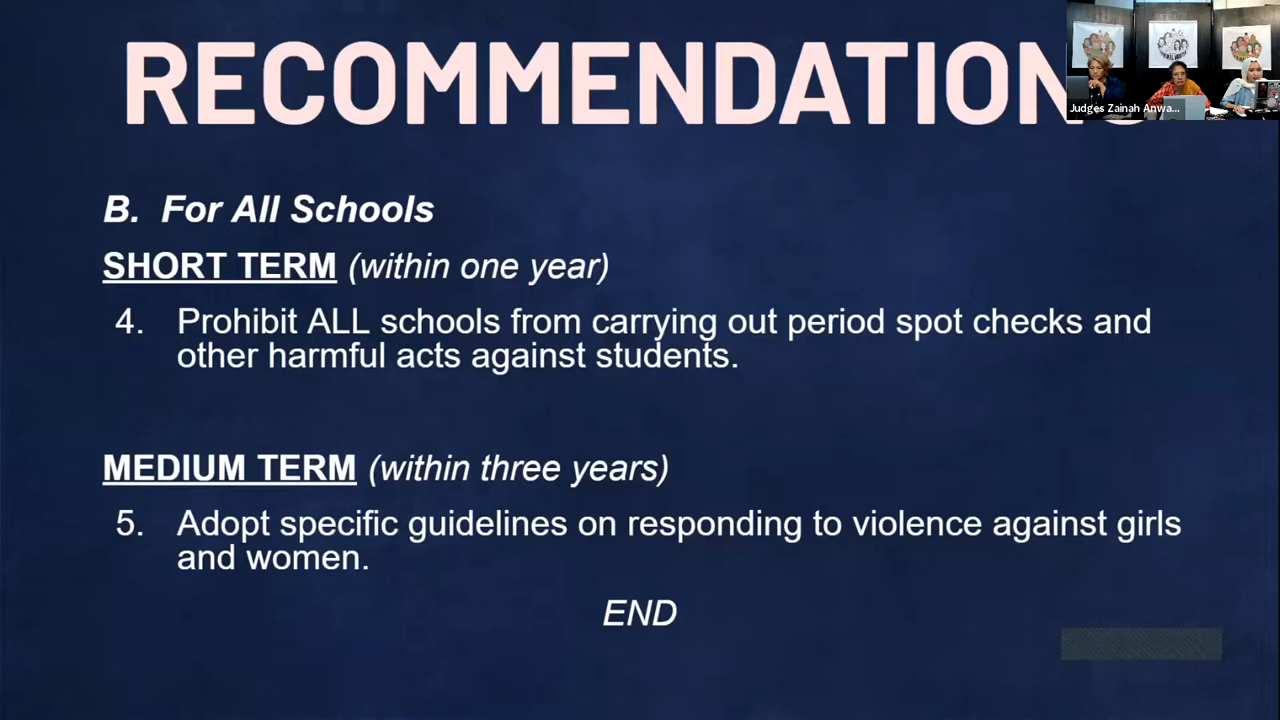 RECOMMENDATION
Judges Zainah Anwa...
B. For All Schools
SHORT TERM (within one year)
4. Prohibit ALL schools from carrying out period spot checks and
other harmful acts against students.
MEDIUM TERM (within three years)
5. Adopt specific guidelines on responding to violence against girls
and women.
END